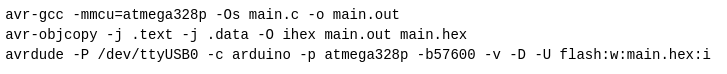 avr-gcc -mmcu=atmega328p -Os main.c -o main.out
avr-objcopy -j .text -j .data -O ihex main.out main.hex
avrdude -P /dev/ttyUSB0 -c arduino -p atmega328p -b57600 -v -D -U flash:w:main.hex:i